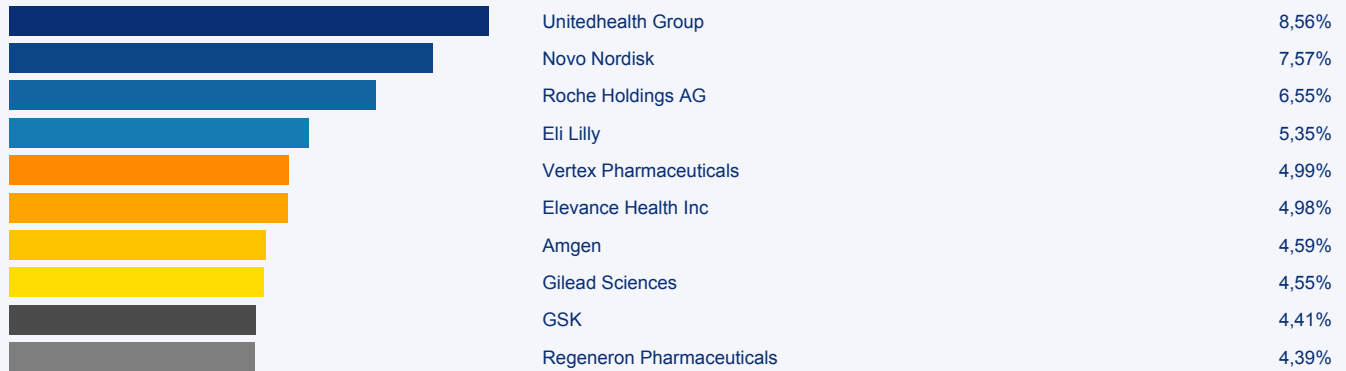 Unitedhealth Group 8,56%
Novo Nordisk 7,57%
Roche Holdings AG 6,55%
Eli Lilly 5,35%
Vertex Pharmaceuticals 4,99%
Elevance Health Inc 4,98%
Amgen 4,59%
Gilead Sciences 4,55%
GSK 4,41%
Regeneron Pharmaceuticals 4,39%